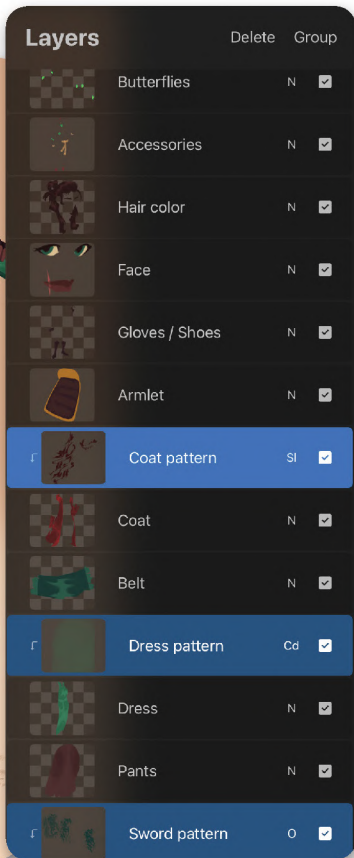 Layers Delete Group
Butterflies N
Accessories N
Hair color N
Face N
Gloves / Shoes N
Armlet N
Coat pattern Sl
Coat N
Belt N
Dress pattern Cd
Dress N
Pants N
Sword pattern O